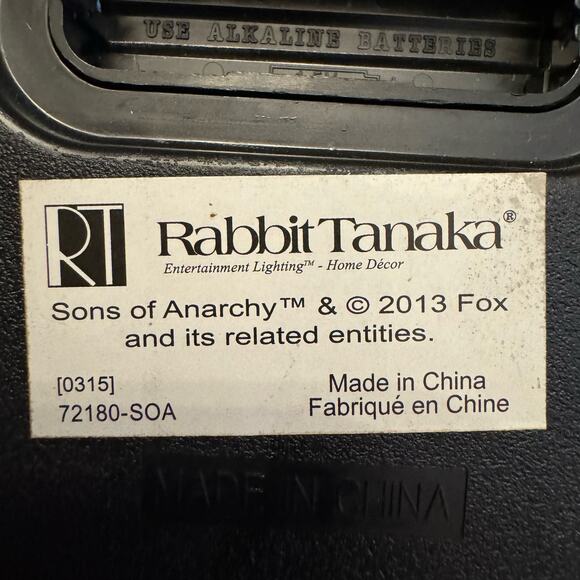 USE ALKALINE BATTERIES
RT RabbitTanaka®
Entertainment Lighting™ - Home Décor
Sons of Anarchy™ & © 2013 Fox
and its related entities.
[0315] Made in China
72180-SOA Fabriqué en Chine
MADE IN CHINA